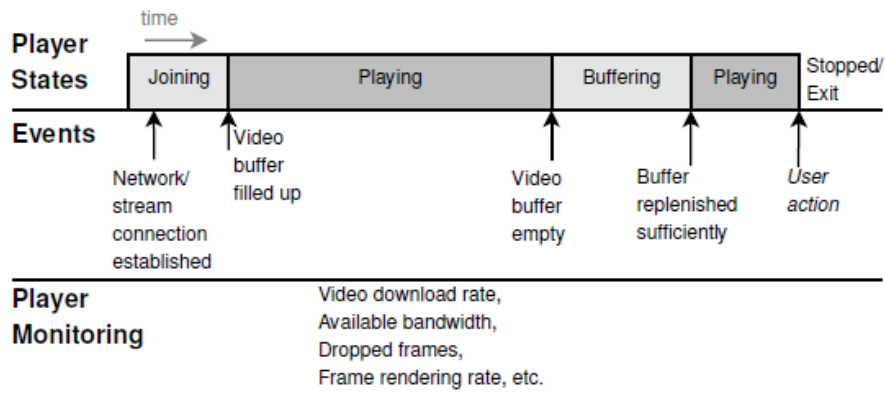 time
Player
States
Joining
Playing
Buffering
Playing
Stopped/
Exit
Events
Network/
stream
connection
established
Video
buffer
filled up
Video
buffer
empty
Buffer
replenished
sufficiently
User
action
Player
Monitoring
Video download rate,
Available bandwidth,
Dropped frames,
Frame rendering rate, etc.